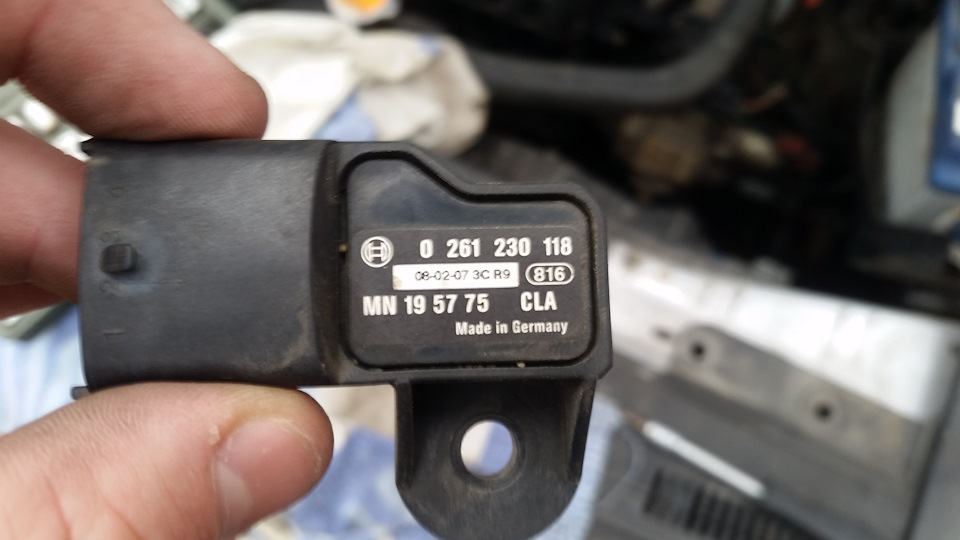 0 261 230 118
08-02-07 3C R9 816
MN 19 57 75 CLA
Made in Germany